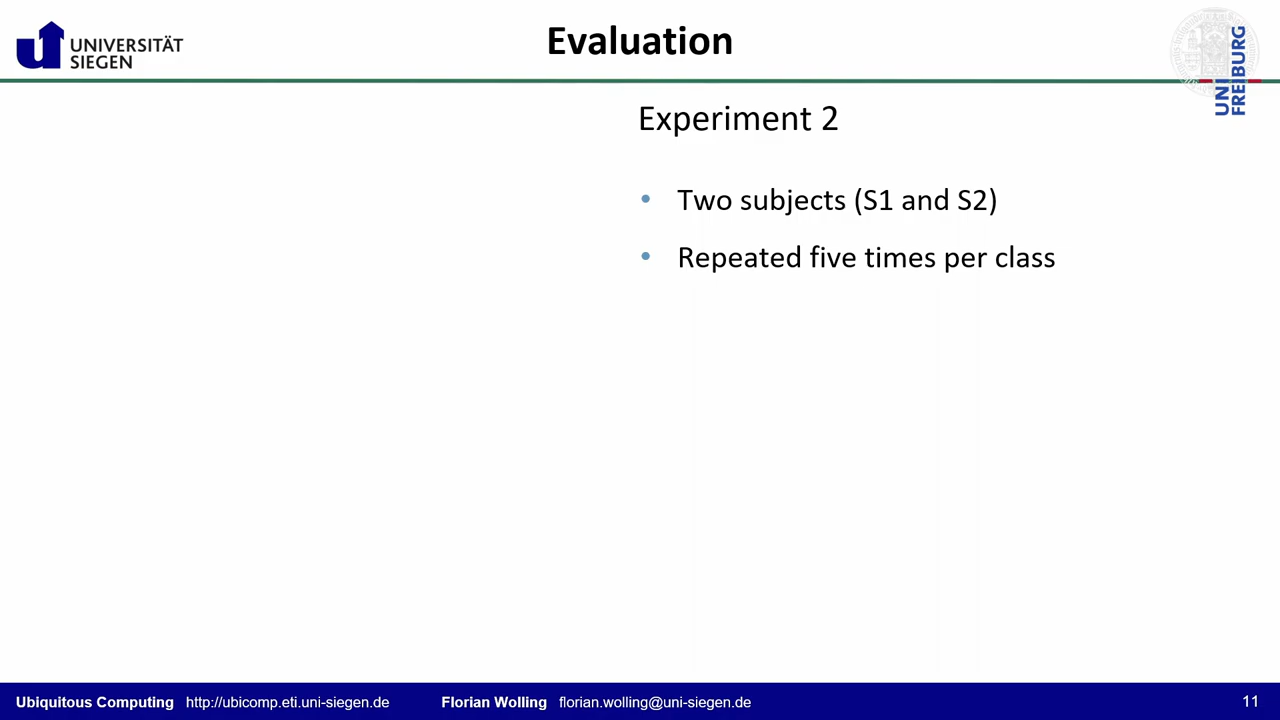 UNIVERSITÄT
SIEGEN
Evaluation
UNI
FREIBURG
Experiment 2
• Two subjects (S1 and S2)
• Repeated five times per class
Ubiquitous Computing http://ubicomp.eti.uni-siegen.de Florian Wolling florian.wolling@uni-siegen.de 11